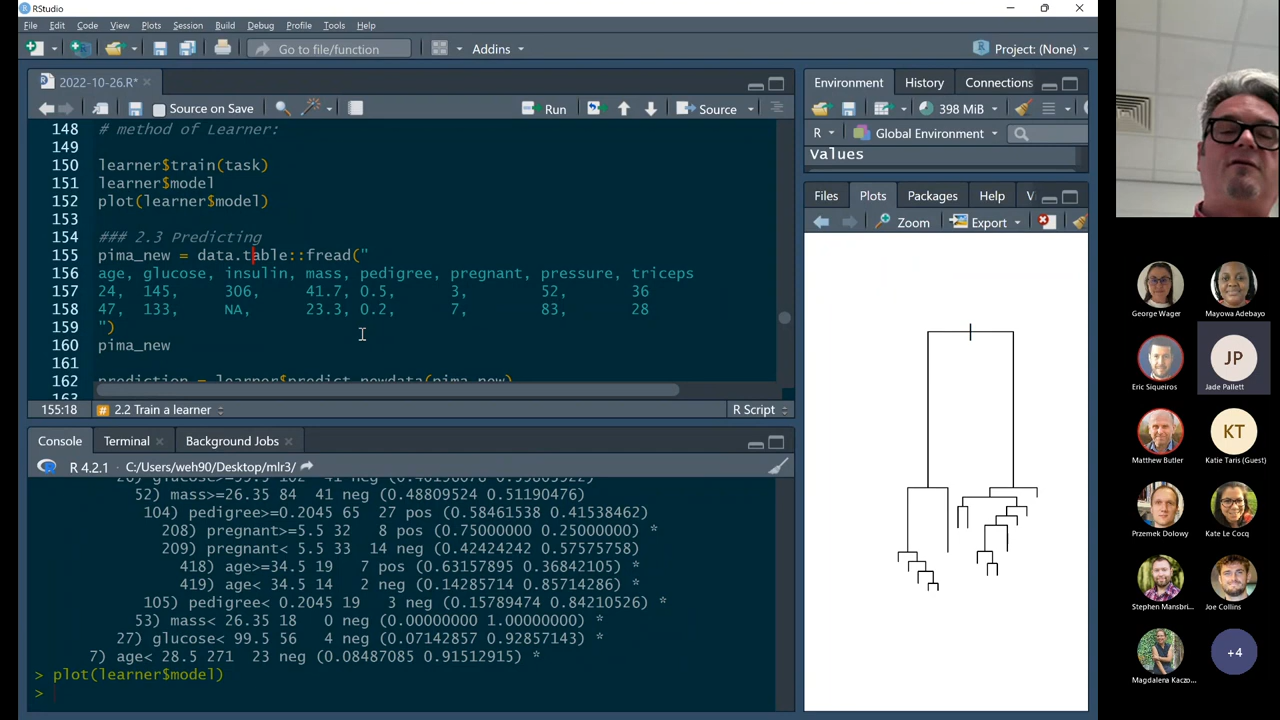 RStudio
File Edit Code View Plots Session Build Debug Profile Tools Help
Go to file/function
Addins
Project: (None)
2022-10-26.R*
Source on Save
Run
Source
148 # method of Learner:
149
150 learner$train(task)
151 learner$model
152 plot(learner$model)
153
154 ### 2.3 Predicting
155 pima_new = data.table::fread("
156 age, glucose, insulin, mass, pedigree, pregnant, pressure, triceps
157 24, 145, 306, 41.7, 0.5, 3, 52, 36
158 47, 133, NA, 23.3, 0.2, 7, 83, 28
159 ")
160 pima_new
161
162 prediction = learner$predict_newdata(pima_new)
163
155:18
2.2 Train a learner
R Script
Console Terminal Background Jobs
R 4.2.1 · C:/Users/weh90/Desktop/mlr3/
52) mass>=26.35 84 41 neg (0.48809524 0.51190476)
104) pedigree>=0.2045 65 27 pos (0.58461538 0.41538462)
208) pregnant>=5.5 32 8 pos (0.75000000 0.25000000) *
209) pregnant< 5.5 33 14 neg (0.42424242 0.57575758)
418) age>=34.5 19 7 pos (0.63157895 0.36842105) *
419) age< 34.5 14 2 neg (0.14285714 0.85714286) *
105) pedigree< 0.2045 19 3 neg (0.15789474 0.84210526) *
53) mass< 26.35 18 0 neg (0.00000000 1.00000000) *
27) glucose< 99.5 56 4 neg (0.07142857 0.92857143) *
7) age< 28.5 271 23 neg (0.08487085 0.91512915) *
> plot(learner$model)
>
Environment History Connections
398 MiB
R Global Environment
Values
Files Plots Packages Help
Zoom Export
George Wager
Mayowa Adebayo
Eric Siqueiros
JP
Jade Pallett
Matthew Butler
KT
Katie Taris (Guest)
Przemek Dolowy
Kate Le Cocq
Stephen Mansbri...
Joe Collins
Magdalena Kaczo...
+4